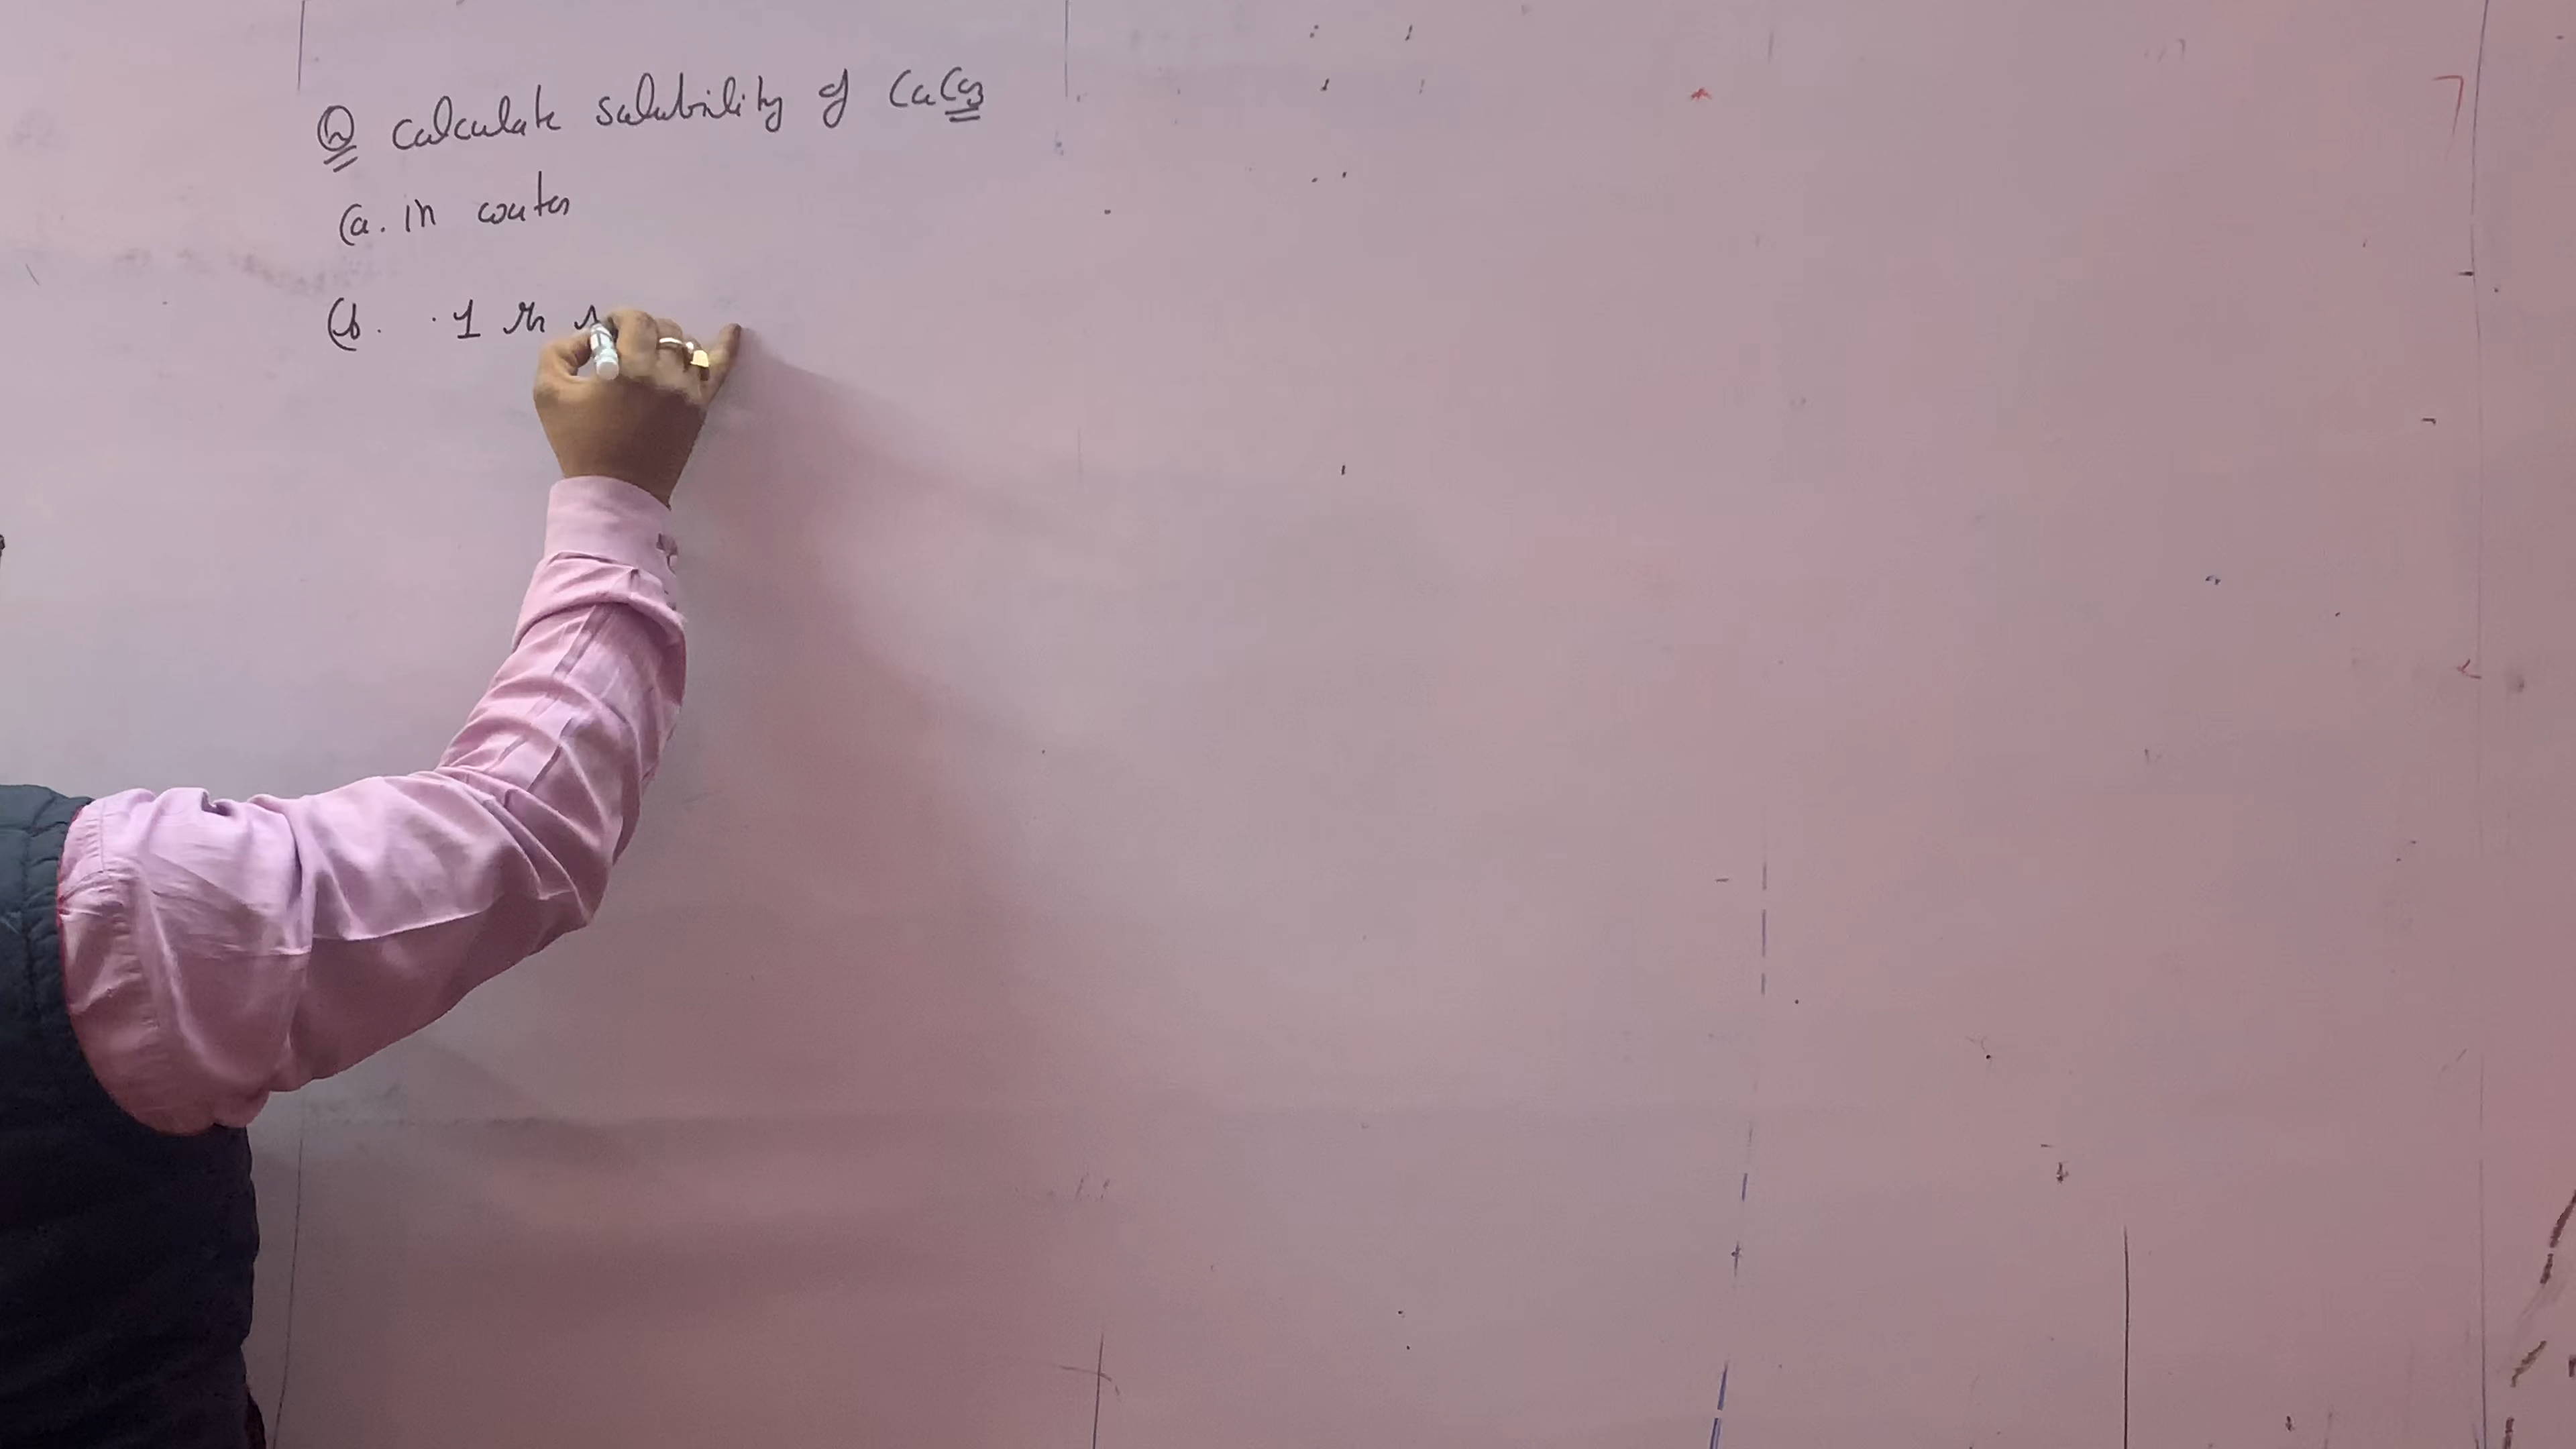 Q Calculate solubility of CaCO3
(a. in water
(b. .1 M